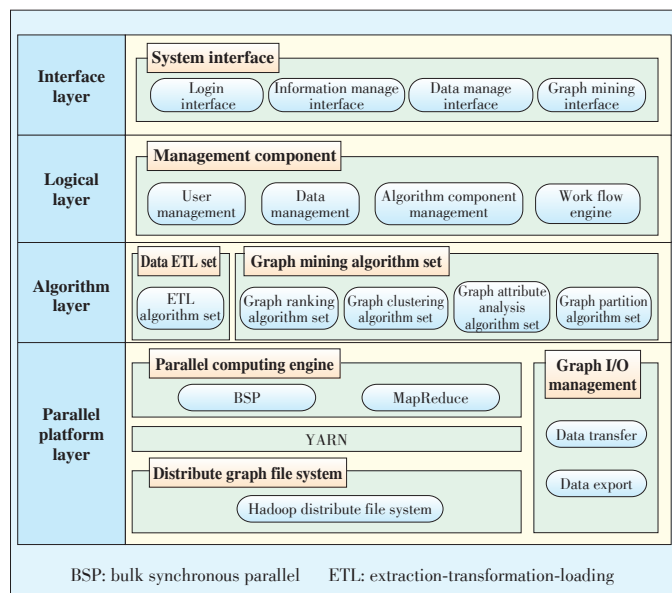 Interface
layer
System interface
Login
interface
Information manage
interface
Data manage
interface
Graph mining
interface
Logical
layer
Management component
User
management
Data
management
Algorithm component
management
Work flow
engine
Algorithm
layer
Data ETL set
ETL
algorithm set
Graph mining algorithm set
Graph ranking
algorithm set
Graph clustering
algorithm set
Graph attribute
analysis
algorithm set
Graph partition
algorithm set
Parallel
platform
layer
Parallel computing engine
BSP
MapReduce
YARN
Distribute graph file system
Hadoop distribute file system
Graph I/O
management
Data transfer
Data export
BSP: bulk synchronous parallel ETL: extraction-transformation-loading